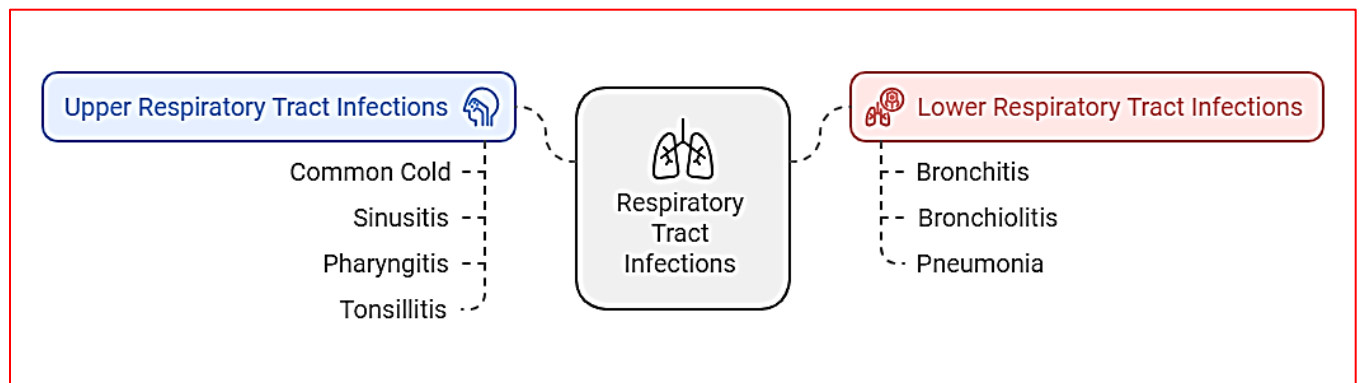 Upper Respiratory Tract Infections
Common Cold
Sinusitis
Pharyngitis
Tonsillitis
Respiratory
Tract
Infections
Lower Respiratory Tract Infections
Bronchitis
Bronchiolitis
Pneumonia